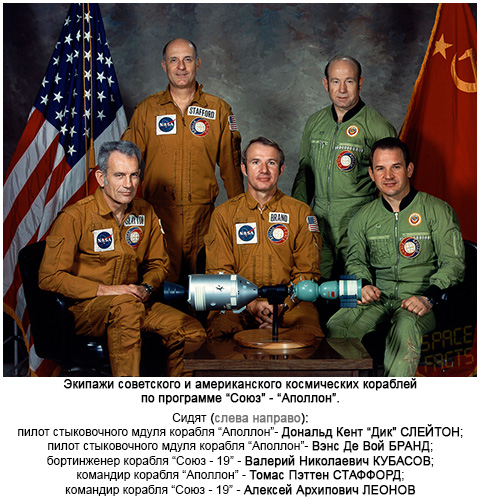 STAFFORD
NASA
SLAYTON
NASA
BRAND
NASA
SPACE
FACTS
Экипажи советского и американского космических кораблей
по программе “Союз” - “Аполлон”.
Сидят (слева направо):
пилот стыковочного мдуля корабля “Аполлон”- Дональд Кент “Дик” СЛЕЙТОН;
пилот стыковочного мдуля корабля “Аполлон”- Вэнс Де Вой БРАНД;
бортинженер корабля “Союз - 19” - Валерий Николаевич КУБАСОВ;
командир корабля “Аполлон” - Томас Пэттен СТАФФОРД;
командир корабля “Союз - 19” - Алексей Архипович ЛЕОНОВ